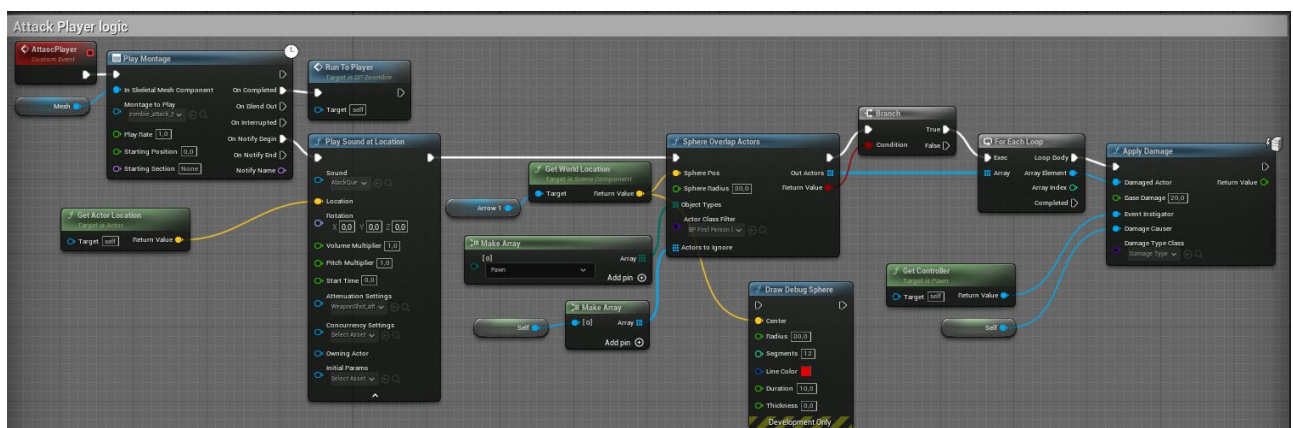 Attack Player logic
AttascPlayer
Custom Event
Mesh
Play Montage
In Skeletal Mesh Component
On Completed
Montage to Play
On Blend Out
On Interrupted
Play Rate 1,0
On Notify Begin
Starting Position 0,0
On Notify End
Starting Section None
Notify Name
Run To Player
Target is BP Zoombie
Target self
Get Actor Location
Target is Actor
Target self
Return Value
Play Sound at Location
Sound
Location
Rotation
X 0,0 Y 0,0 Z 0,0
Volume Multiplier 1,0
Pitch Multiplier 1,0
Start Time 0,0
Attenuation Settings
WeaponShot_att
Concurrency Settings
Select Asset
Owning Actor
Initial Params
Select Asset
Arrow 1
Get World Location
Target is Scene Component
Target
Return Value
Make Array
[0]
Array
Pawn
Add pin
Self
Make Array
[0]
Array
Add pin
Sphere Overlap Actors
Sphere Pos
Out Actors
Sphere Radius
Return Value
Object Types
Actor Class Filter
BP First Person
Actors to Ignore
Draw Debug Sphere
Center
Radius
Segments 12
Line Color
Duration 10,0
Thickness 0,0
Development Only
Branch
True
Condition
False
For Each Loop
Exec
Loop Body
Array
Array Element
Array Index
Completed
Get Controller
Target is Pawn
Target self
Return Value
Self
Apply Damage
Damaged Actor
Return Value
Base Damage 20,0
Event Instigator
Damage Causer
Damage Type Class
Damage Type